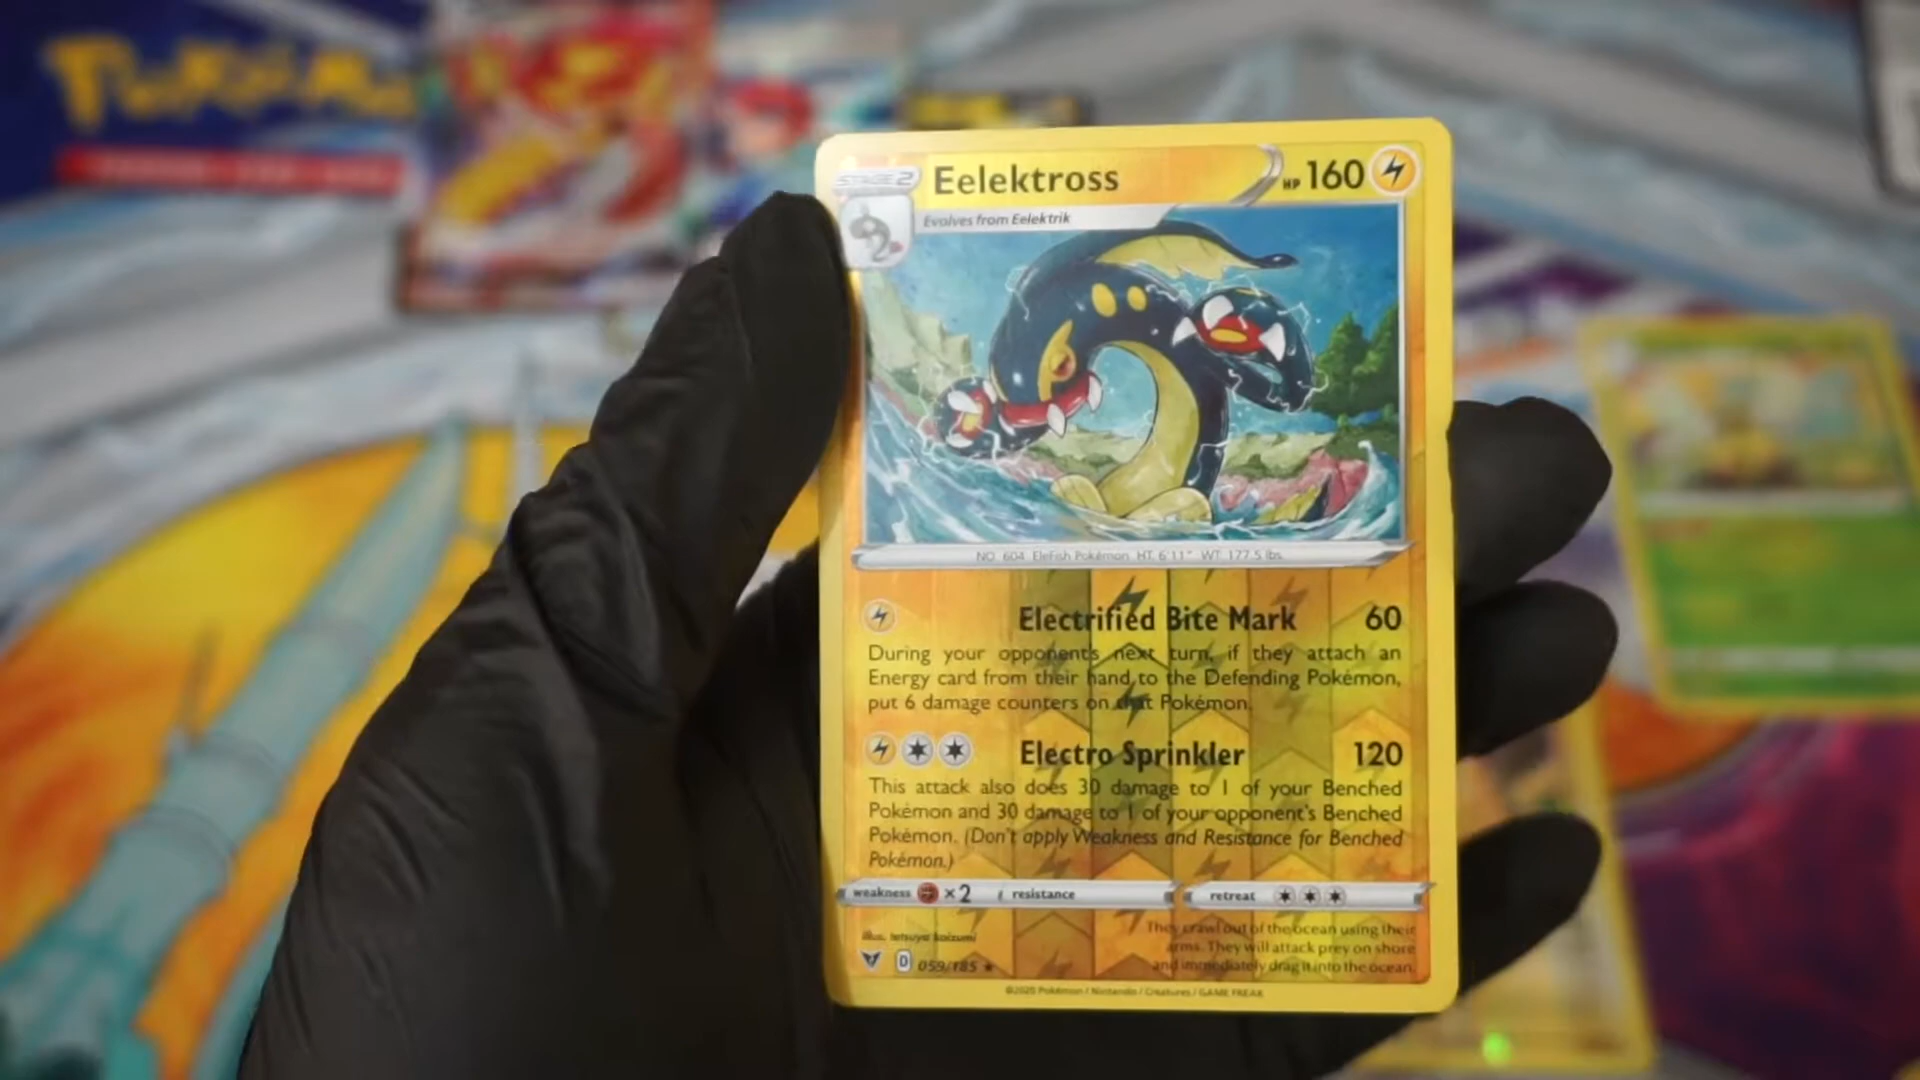 Pokémon
STAGE 2
Eelektross
HP 160
Evolves from Eelektrik
NO. 604 EleFish Pokémon HT: 6'11" WT: 177.5 lbs.
Electrified Bite Mark 60
During your opponent's next turn, if they attach an
Energy card from their hand to the Defending Pokémon,
put 6 damage counters on that Pokémon.
Electro Sprinkler 120
This attack also does 30 damage to 1 of your Benched
Pokémon and 30 damage to 1 of your opponent's Benched
Pokémon. (Don't apply Weakness and Resistance for Benched
Pokémon.)
weakness ×2 resistance retreat
illus. tetsuya koizumi
They crawl out of the ocean using their
arms. They will attack prey on shore
and immediately drag it into the ocean.
D 059/185 ★
©2020 Pokémon / Nintendo / Creatures / GAME FREAK